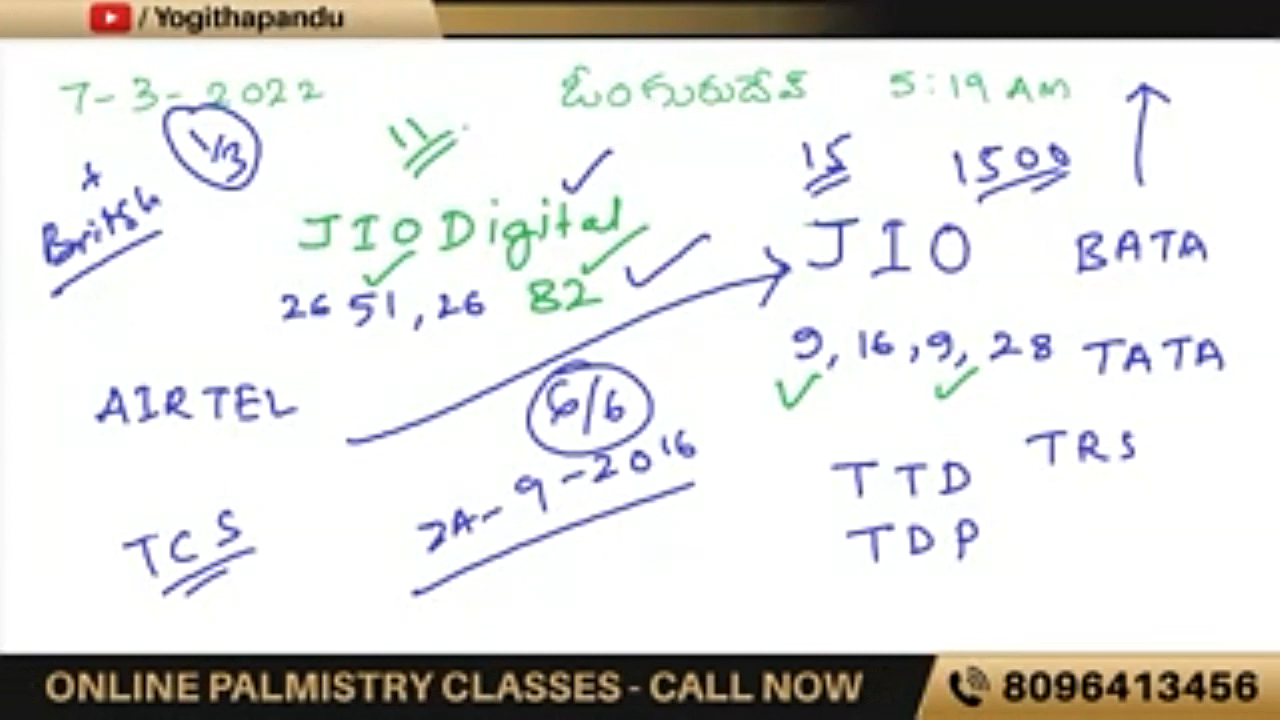 / Yogithapandu
7-3-2022 ఓంగురుదేవ్ 5:19 Am
1/3 11 15 1500
British JIO Digital JIO BATA
26 51, 26 82
9, 16, 9, 28 TATA
AIRTEL 6/6
TRS
24-9-2016 TTD
TCS TDP
ONLINE PALMISTRY CLASSES - CALL NOW 8096413456